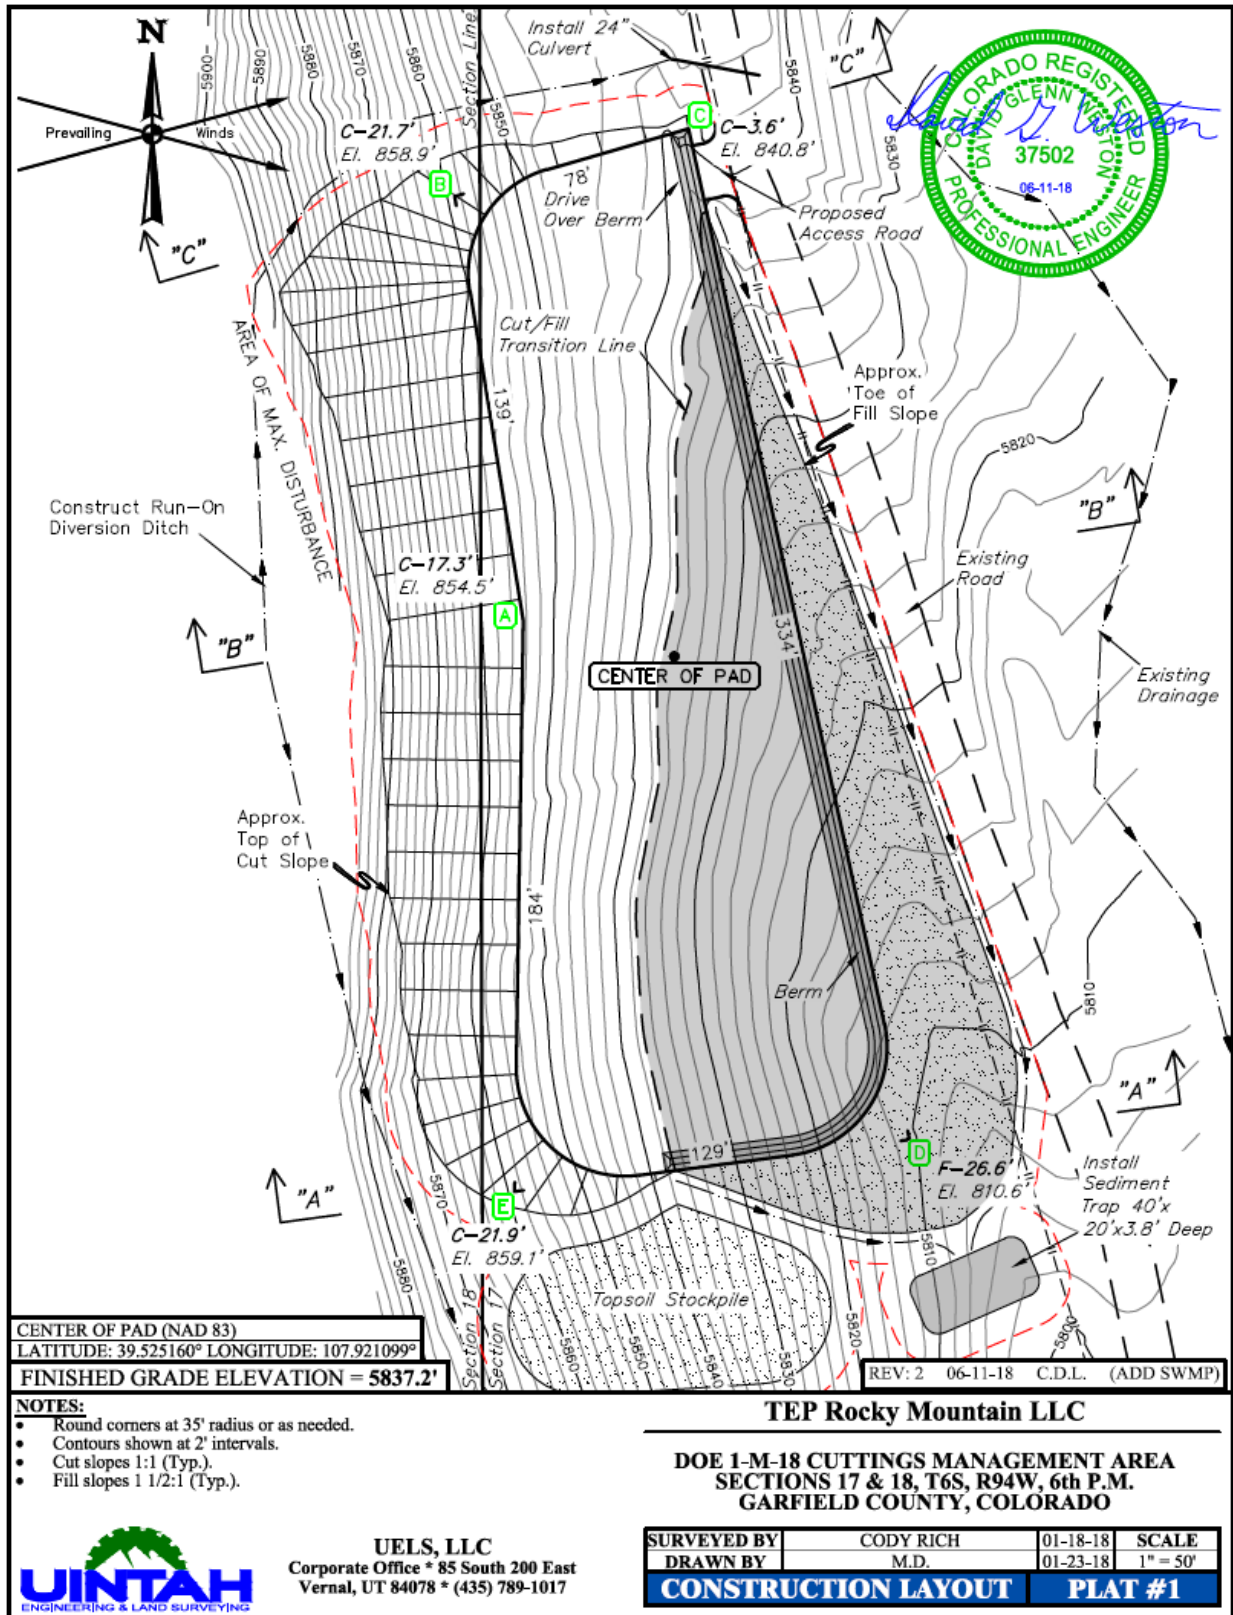 N
Prevailing Winds
"C"
5900
5890
5880
5870
5860
Section Line
5850
Install 24"
Culvert
5840
"C"
5830
COLORADO REGISTERED
DAVID GLENN WESTON
37502
06-11-18
PROFESSIONAL ENGINEER
C-21.7'
El. 858.9'
B
C
C-3.6'
El. 840.8'
78'
Drive
Over Berm
Proposed
Access Road
Cut/Fill
Transition Line
AREA OF MAX. DISTURBANCE
139'
Approx.
Toe of
Fill Slope
5820
Construct Run-On
Diversion Ditch
"B"
C-17.3'
El. 854.5'
A
Existing
Road
"B"
334'
CENTER OF PAD
Existing
Drainage
Approx.
Top of
Cut Slope
184'
Berm
5810
"A"
129'
D
F-26.6'
El. 810.6'
Install
Sediment
Trap 40'x
20'x3.8' Deep
"A"
5870
E
C-21.9'
El. 859.1'
5880
Section 18
Section 17
Topsoil Stockpile
5860
5850
5840
5830
5820
5810
5800
CENTER OF PAD (NAD 83)
LATITUDE: 39.525160° LONGITUDE: 107.921099°
FINISHED GRADE ELEVATION = 5837.2'
REV: 2 06-11-18 C.D.L. (ADD SWMP)
NOTES:
• Round corners at 35' radius or as needed.
• Contours shown at 2' intervals.
• Cut slopes 1:1 (Typ.).
• Fill slopes 1 1/2:1 (Typ.).
TEP Rocky Mountain LLC
DOE 1-M-18 CUTTINGS MANAGEMENT AREA
SECTIONS 17 & 18, T6S, R94W, 6th P.M.
GARFIELD COUNTY, COLORADO
UINTAH
ENGINEERING & LAND SURVEYING
UELS, LLC
Corporate Office * 85 South 200 East
Vernal, UT 84078 * (435) 789-1017
SURVEYED BY CODY RICH 01-18-18 SCALE
DRAWN BY M.D. 01-23-18 1" = 50'
CONSTRUCTION LAYOUT PLAT #1